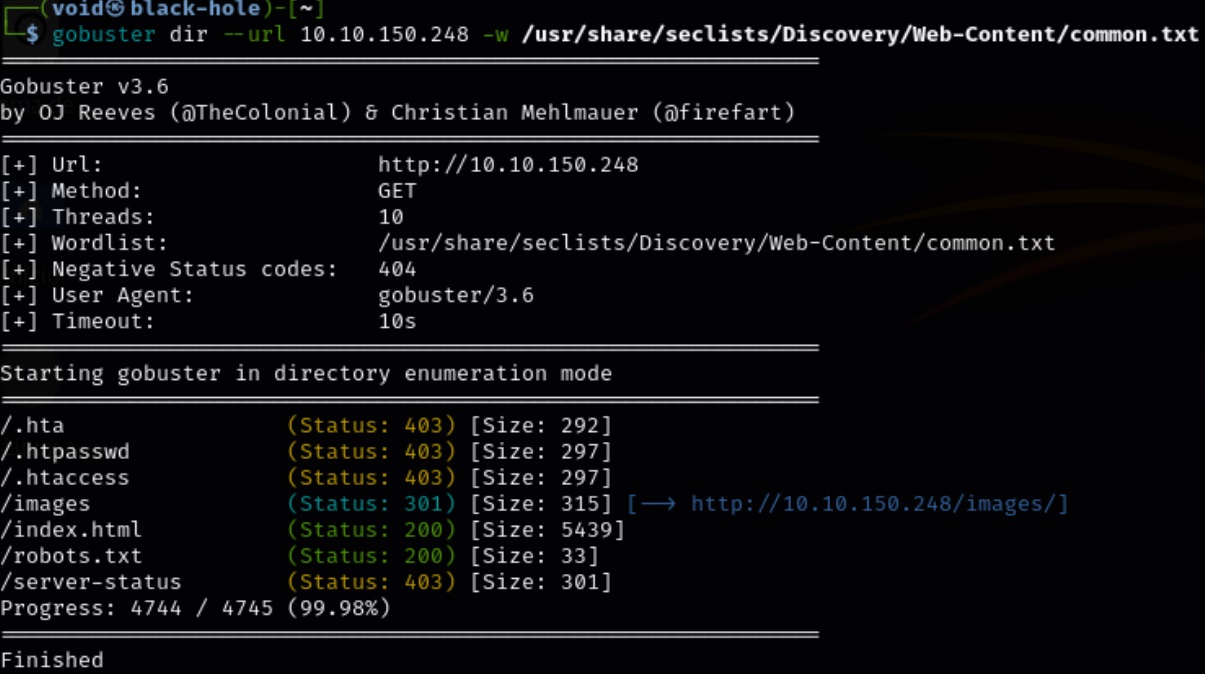 ┌──(void㉿black-hole)-[~]
└─$ gobuster dir --url 10.10.150.248 -w /usr/share/seclists/Discovery/Web-Content/common.txt
===============================================================
Gobuster v3.6
by OJ Reeves (@TheColonial) & Christian Mehlmauer (@firefart)
===============================================================
[+] Url:                     http://10.10.150.248
[+] Method:                  GET
[+] Threads:                 10
[+] Wordlist:                /usr/share/seclists/Discovery/Web-Content/common.txt
[+] Negative Status codes:   404
[+] User Agent:              gobuster/3.6
[+] Timeout:                 10s
===============================================================
Starting gobuster in directory enumeration mode
===============================================================
/.hta                 (Status: 403) [Size: 292]
/.htpasswd            (Status: 403) [Size: 297]
/.htaccess            (Status: 403) [Size: 297]
/images               (Status: 301) [Size: 315] [--> http://10.10.150.248/images/]
/index.html           (Status: 200) [Size: 5439]
/robots.txt           (Status: 200) [Size: 33]
/server-status        (Status: 403) [Size: 301]
Progress: 4744 / 4745 (99.98%)
===============================================================
Finished